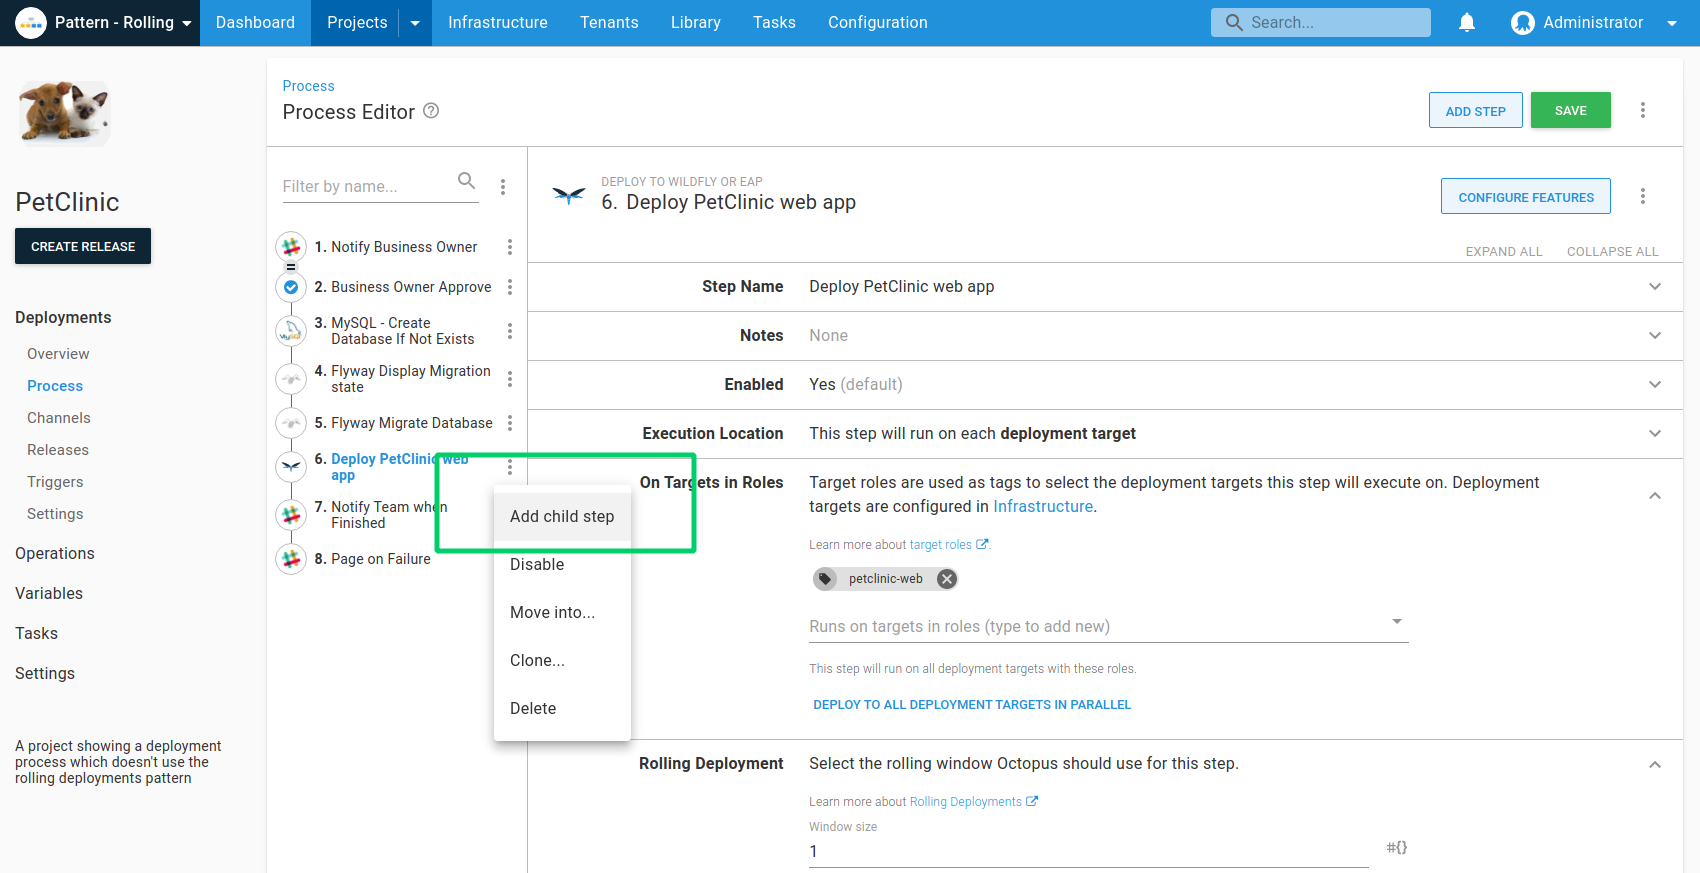 Pattern - Rolling
Dashboard
Projects
Infrastructure
Tenants
Library
Tasks
Configuration
Search...
Administrator
PetClinic
CREATE RELEASE
Deployments
Overview
Process
Channels
Releases
Triggers
Settings
Operations
Variables
Tasks
Settings
A project showing a deployment
process which doesn't use the
rolling deployments pattern
Process
Process Editor
ADD STEP
SAVE
Filter by name...
1. Notify Business Owner
2. Business Owner Approve
3. MySQL - Create
Database If Not Exists
4. Flyway Display Migration
state
5. Flyway Migrate Database
6. Deploy PetClinic web
app
7. Notify Team when
Finished
8. Page on Failure
Add child step
Disable
Move into...
Clone...
Delete
DEPLOY TO WILDFLY OR EAP
6. Deploy PetClinic web app
CONFIGURE FEATURES
EXPAND ALL
COLLAPSE ALL
Step Name
Deploy PetClinic web app
Notes
None
Enabled
Yes (default)
Execution Location
This step will run on each deployment target
On Targets in Roles
Target roles are used as tags to select the deployment targets this step will execute on. Deployment
targets are configured in Infrastructure.
Learn more about target roles.
petclinic-web
Runs on targets in roles (type to add new)
This step will run on all deployment targets with these roles.
DEPLOY TO ALL DEPLOYMENT TARGETS IN PARALLEL
Rolling Deployment
Select the rolling window Octopus should use for this step.
Learn more about Rolling Deployments
Window size
1
#{}